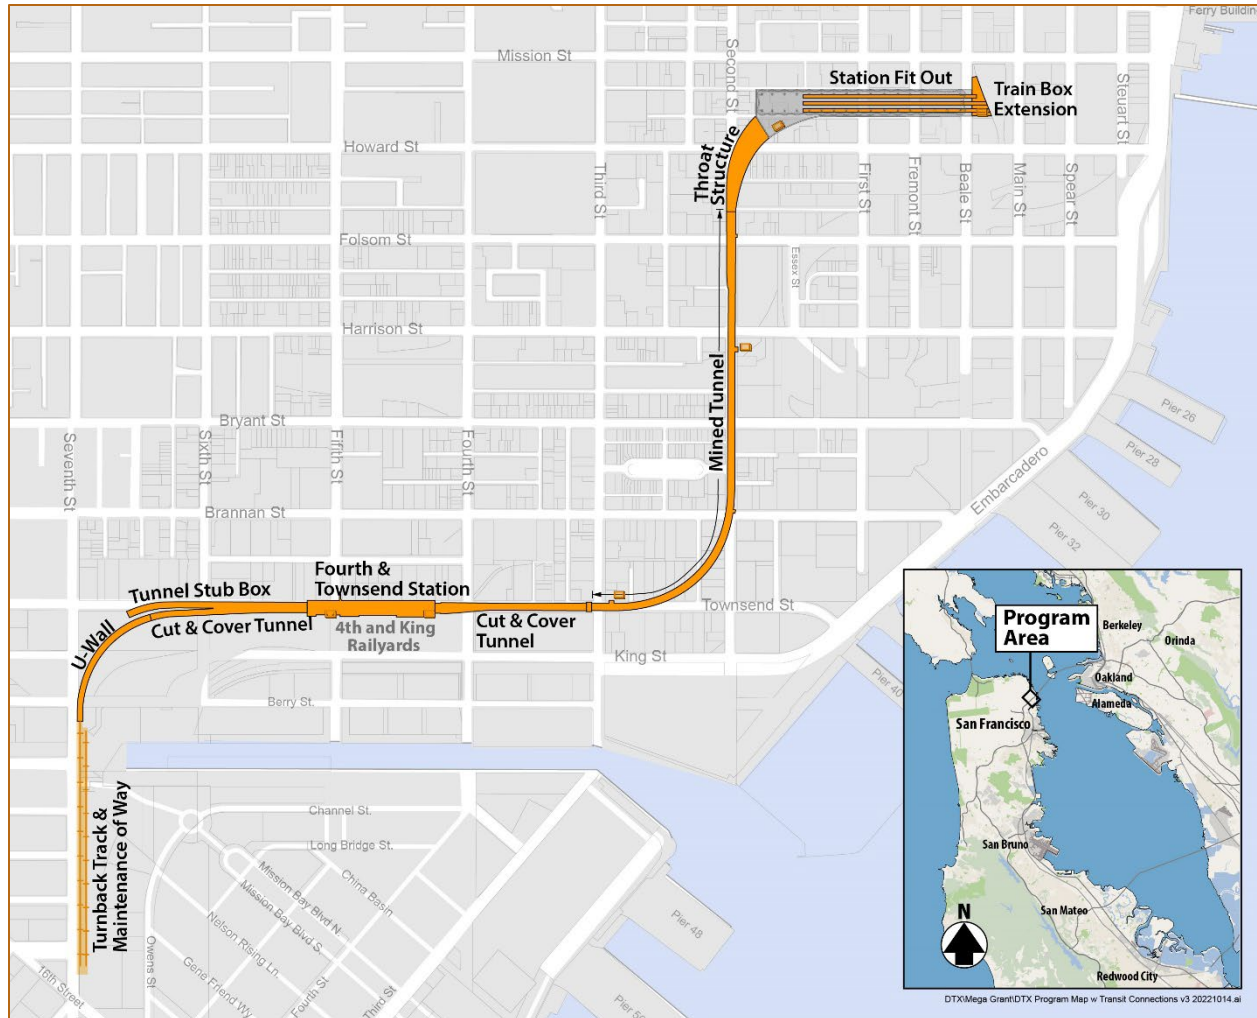 Ferry Building
Mission St
Second St
Station Fit Out
Train Box
Extension
Steuart St
Howard St
Third St
Throat
Structure
First St
Fremont St
Beale St
Main St
Spear St
Folsom St
Essex St
Harrison St
Mined Tunnel
Bryant St
Seventh St
Sixth St
Fifth St
Fourth St
Pier 26
Pier 28
Embarcadero
Brannan St
Pier 30
Pier 32
Tunnel Stub Box
Fourth &
Townsend Station
Townsend St
U-Wall
Cut & Cover Tunnel
4th and King
Railyards
Cut & Cover
Tunnel
King St
Pier 40
Berry St.
Turnback Track &
Maintenance of Way
Channel St.
Long Bridge St.
China Basin
Mission Bay Blvd N
Mission Bay Blvd S.
Nelson Rising Ln.
Gene Friend Wy
Fourth St
Third St
Owens St
16th Street
Pier 48
Pier 50
Program
Area
Berkeley
Orinda
Oakland
Alameda
San Francisco
San Bruno
San Mateo
Redwood City
N
DTX\Mega Grant\DTX Program Map w Transit Connections v3 20221014.ai